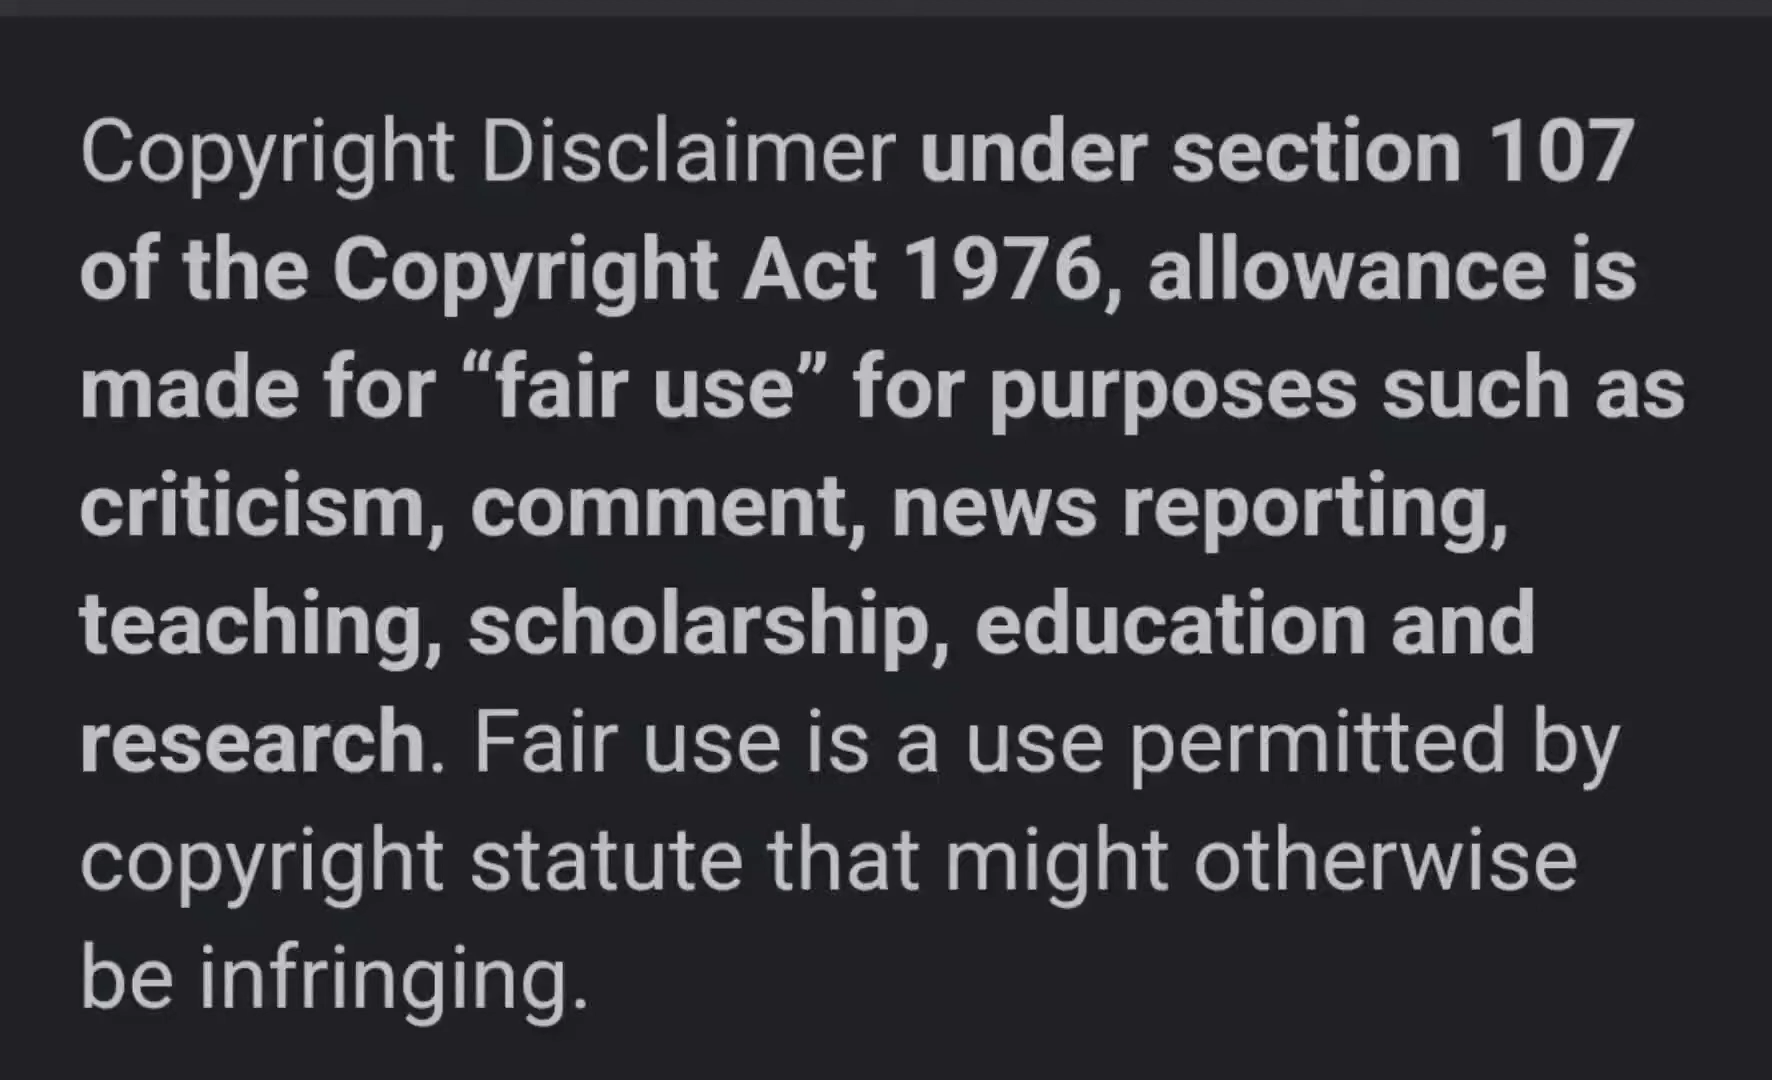 Copyright Disclaimer under section 107
of the Copyright Act 1976, allowance is
made for “fair use” for purposes such as
criticism, comment, news reporting,
teaching, scholarship, education and
research. Fair use is a use permitted by
copyright statute that might otherwise
be infringing.